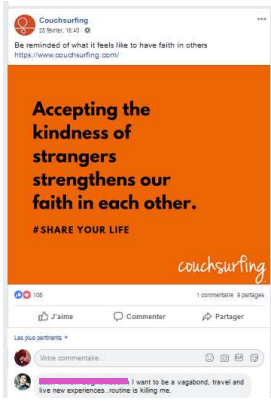 Couchsurfing
25 février, 16:40
Be reminded of what it feels like to have faith in others
https://www.couchsurfing.com/
Accepting the
kindness of
strangers
strengthens our
faith in each other.
#SHARE YOUR LIFE
couchsurfing
108
1 commentaire 9 partages
J'aime Commenter Partager
Les plus pertinents
Votre commentaire...
I want to be a vagabond, travel and
live new experiences..routine is killing me.